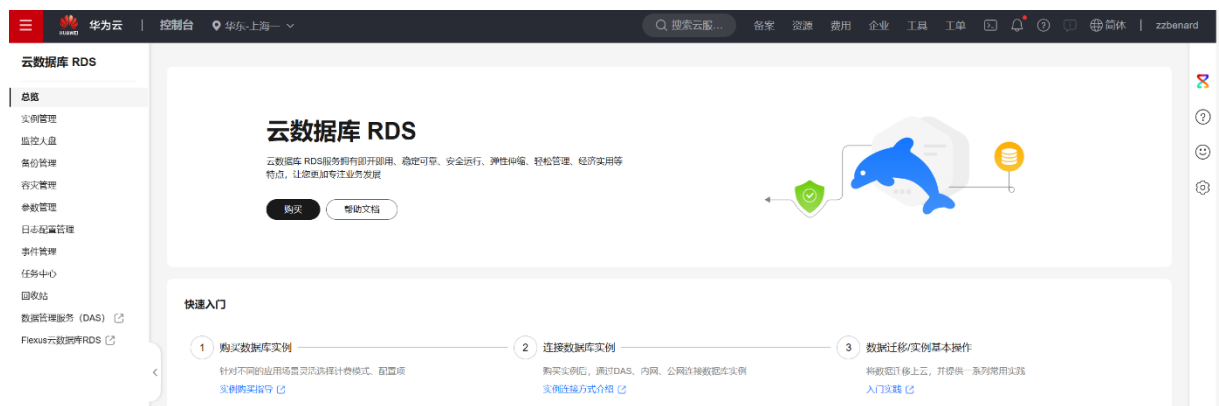 HUAWEI 华为云 | 控制台 华东-上海一 搜索云服... 备案 资源 费用 企业 工具 工单 简体 | zzbenard
云数据库 RDS
总览
实例管理
监控大盘
备份管理
容灾管理
参数管理
日志配置管理
事件管理
任务中心
回收站
数据管理服务（DAS）
Flexus云数据库RDS
云数据库 RDS
云数据库 RDS服务拥有即开即用、稳定可靠、安全运行、弹性伸缩、轻松管理、经济实用等
特点，让您更加专注业务发展
购买 帮助文档
快速入门
1 购买数据库实例
针对不同的应用场景灵活选择计费模式、配置项
实例购买指导
2 连接数据库实例
购买实例后，通过DAS、内网、公网连接数据库实例
实例连接方式介绍
3 数据迁移/实例基本操作
将数据迁移上云，并提供一系列常用实践
入门实践